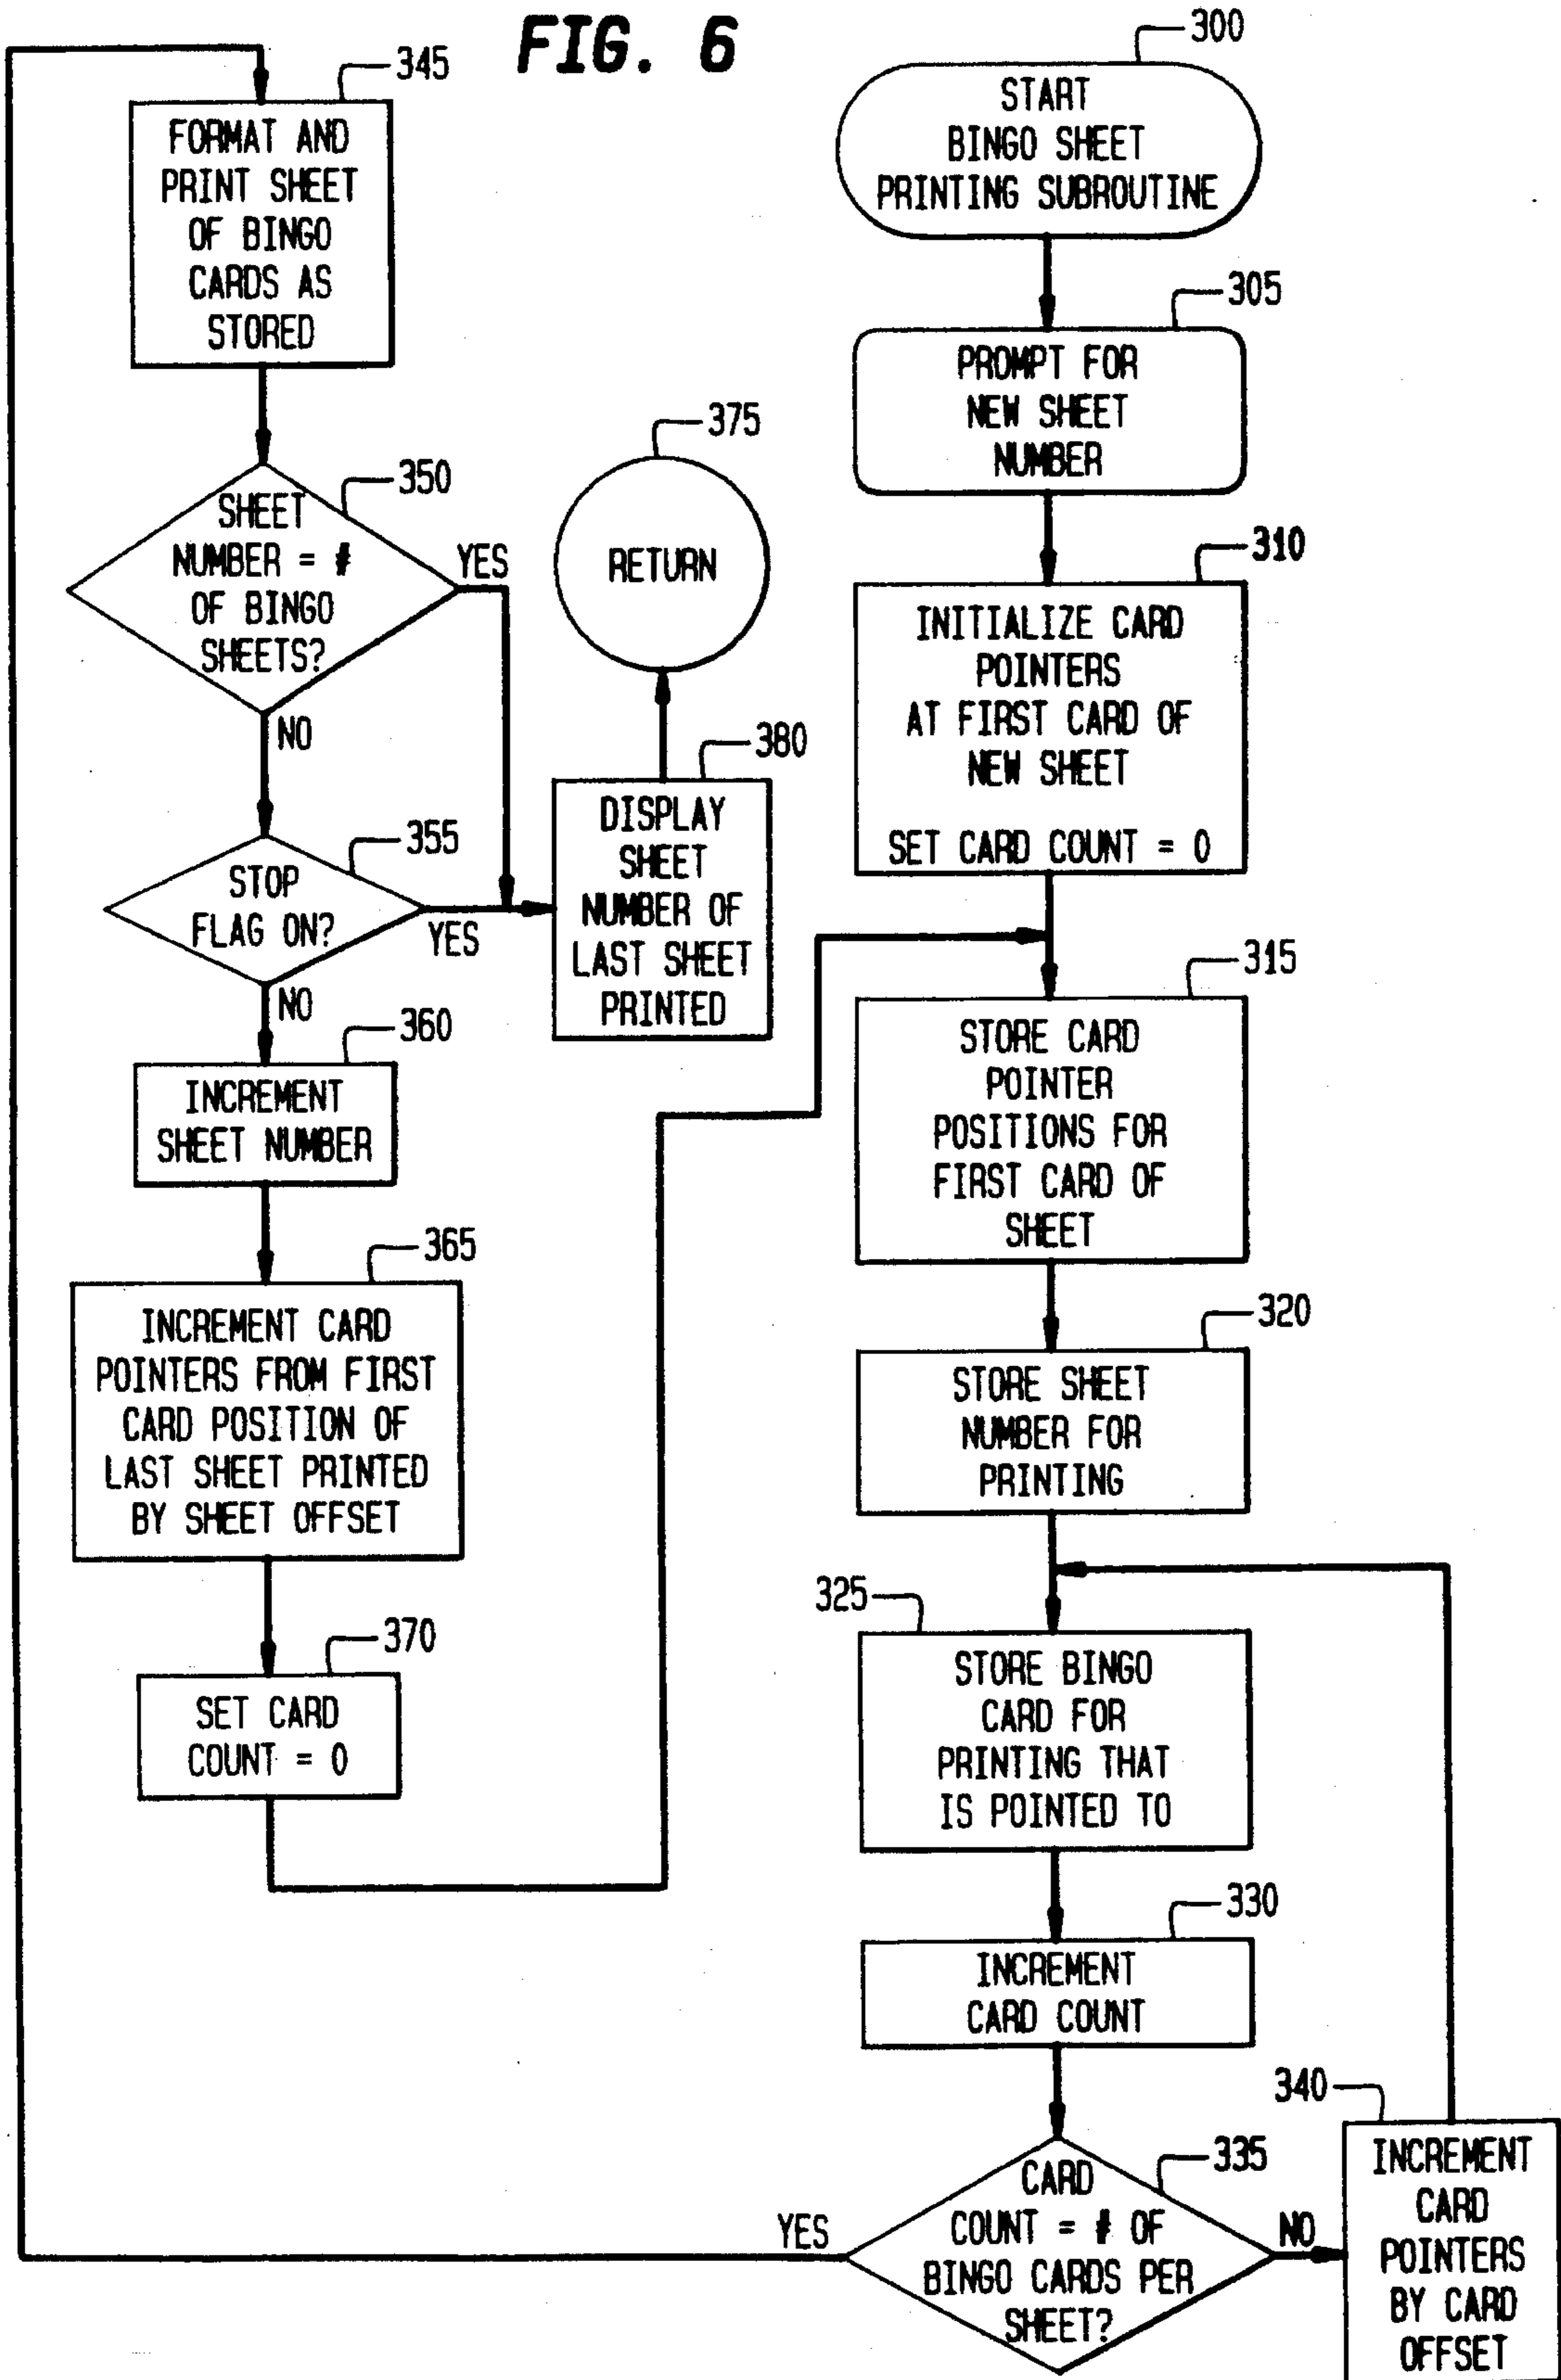 FIG. 6
300
START
BINGO SHEET
PRINTING SUBROUTINE
305
PROMPT FOR
NEW SHEET
NUMBER
310
INITIALIZE CARD
POINTERS
AT FIRST CARD OF
NEW SHEET
SET CARD COUNT = 0
315
STORE CARD
POINTER
POSITIONS FOR
FIRST CARD OF
SHEET
320
STORE SHEET
NUMBER FOR
PRINTING
325
STORE BINGO
CARD FOR
PRINTING THAT
IS POINTED TO
330
INCREMENT
CARD COUNT
335
CARD
COUNT = # OF
BINGO CARDS PER
SHEET?
YES
NO
340
INCREMENT
CARD
POINTERS
BY CARD
OFFSET
345
FORMAT AND
PRINT SHEET
OF BINGO
CARDS AS
STORED
350
SHEET
NUMBER = #
OF BINGO
SHEETS?
YES
NO
355
STOP
FLAG ON?
YES
NO
360
INCREMENT
SHEET NUMBER
365
INCREMENT CARD
POINTERS FROM FIRST
CARD POSITION OF
LAST SHEET PRINTED
BY SHEET OFFSET
370
SET CARD
COUNT = 0
375
RETURN
380
DISPLAY
SHEET
NUMBER OF
LAST SHEET
PRINTED